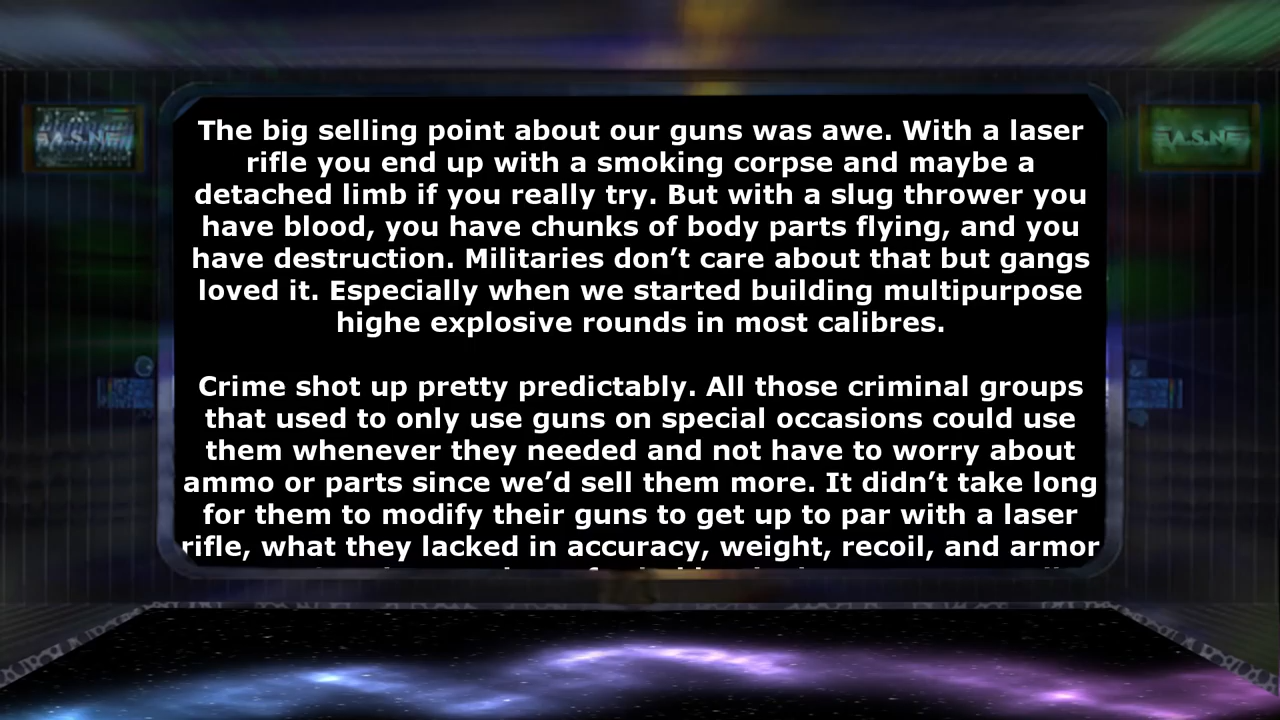 The big selling point about our guns was awe. With a laser
rifle you end up with a smoking corpse and maybe a
detached limb if you really try. But with a slug thrower you
have blood, you have chunks of body parts flying, and you
have destruction. Militaries don’t care about that but gangs
loved it. Especially when we started building multipurpose
highe explosive rounds in most calibres.
Crime shot up pretty predictably. All those criminal groups
that used to only use guns on special occasions could use
them whenever they needed and not have to worry about
ammo or parts since we’d sell them more. It didn’t take long
for them to modify their guns to get up to par with a laser
rifle, what they lacked in accuracy, weight, recoil, and armor
A.S.N